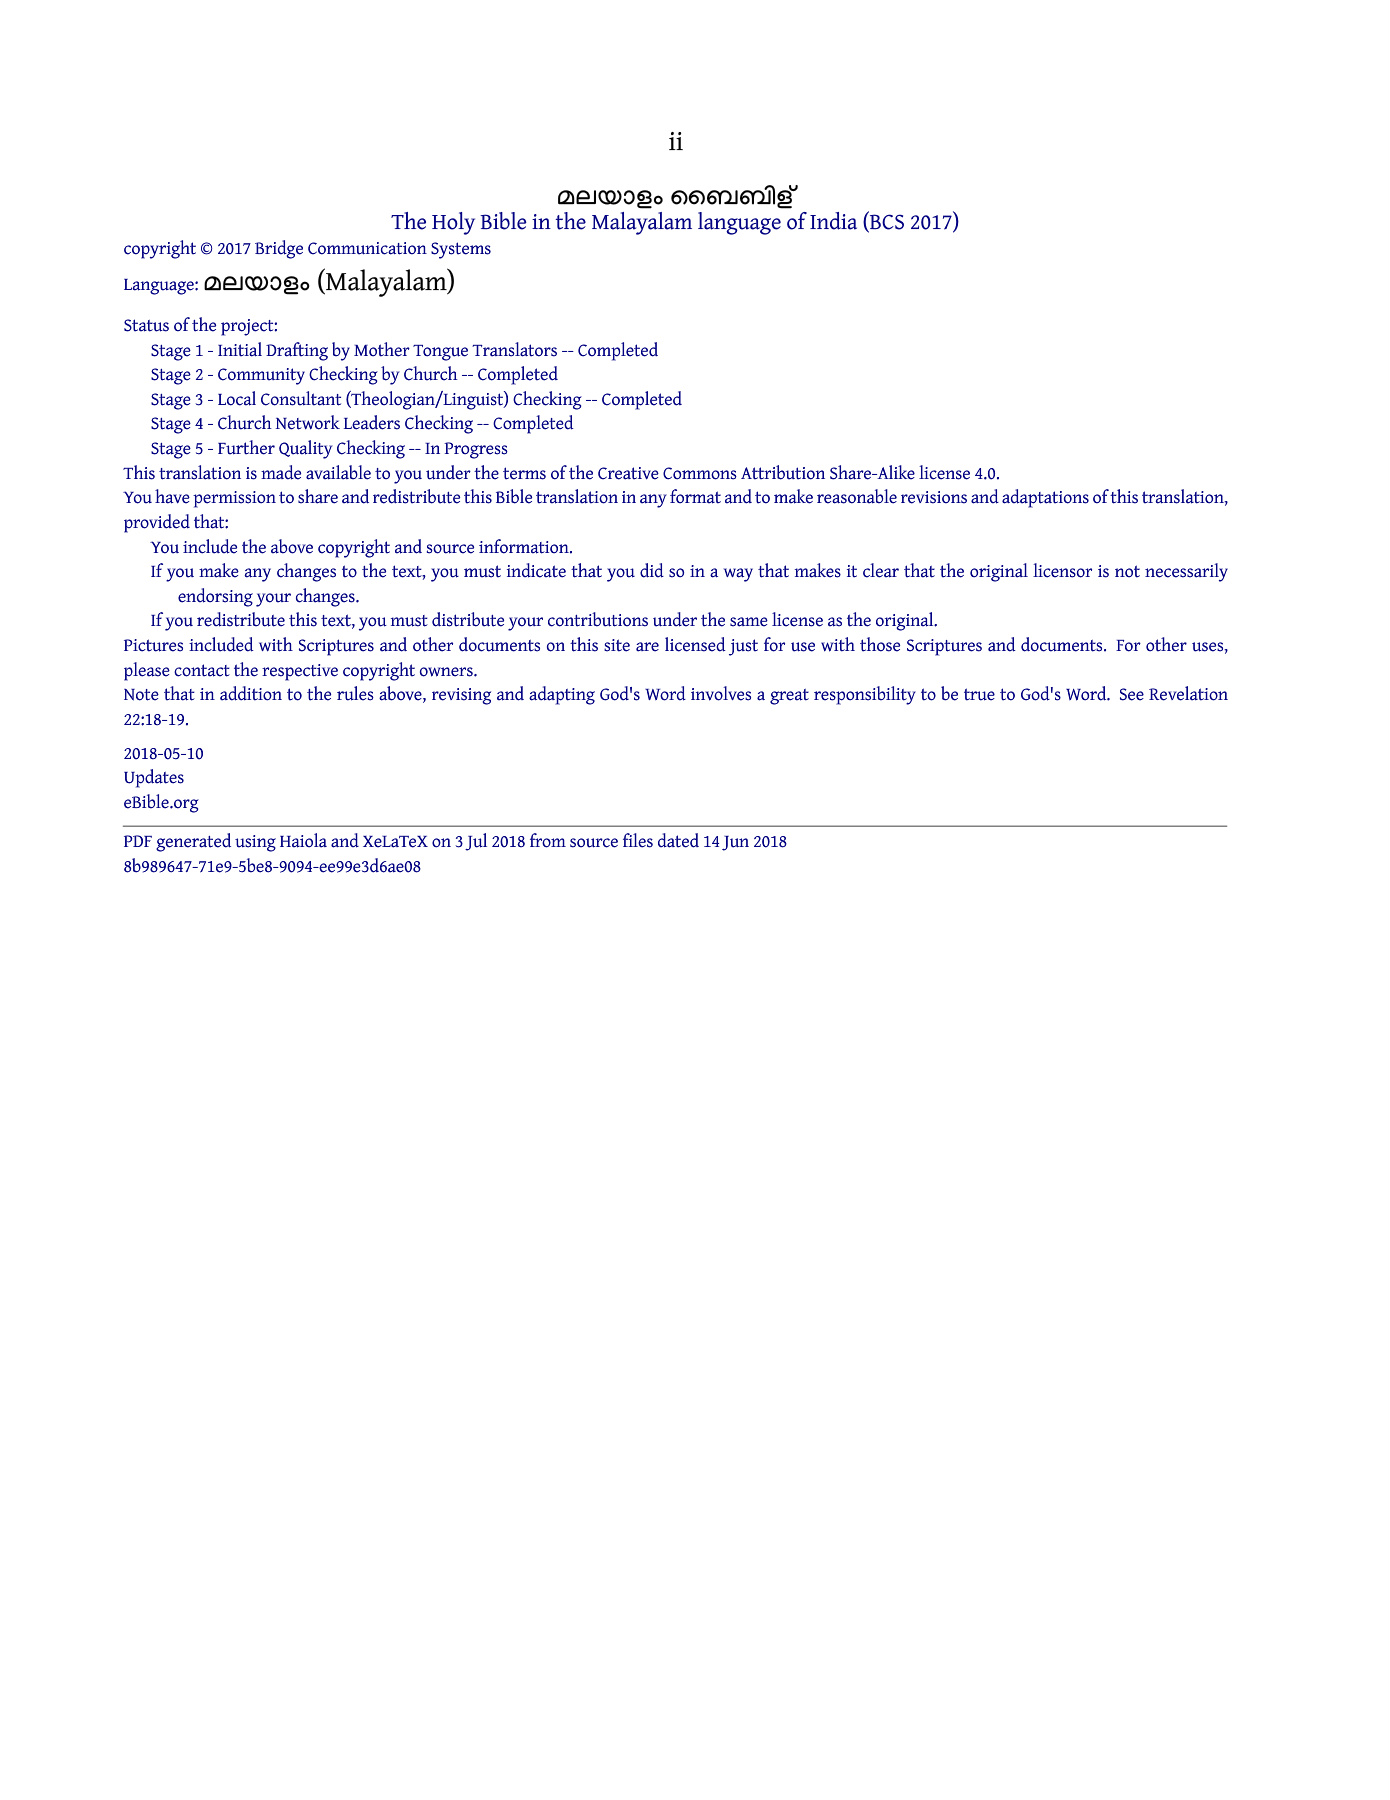 ii
മലയാളം ബൈബിള്
The Holy Bible in the Malayalam language of India (BCS 2017)
copyright © 2017 Bridge Communication Systems
Language: മലയാളം (Malayalam)
Status of the project:
Stage 1 - Initial Drafting by Mother Tongue Translators -- Completed
Stage 2 - Community Checking by Church -- Completed
Stage 3 - Local Consultant (Theologian/Linguist) Checking -- Completed
Stage 4 - Church Network Leaders Checking -- Completed
Stage 5 - Further Quality Checking -- In Progress
This translation is made available to you under the terms of the Creative Commons Attribution Share-Alike license 4.0.
You have permission to share and redistribute this Bible translation in any format and to make reasonable revisions and adaptations of this translation,
provided that:
You include the above copyright and source information.
If you make any changes to the text, you must indicate that you did so in a way that makes it clear that the original licensor is not necessarily
endorsing your changes.
If you redistribute this text, you must distribute your contributions under the same license as the original.
Pictures included with Scriptures and other documents on this site are licensed just for use with those Scriptures and documents. For other uses,
please contact the respective copyright owners.
Note that in addition to the rules above, revising and adapting God's Word involves a great responsibility to be true to God's Word. See Revelation
22:18-19.
2018-05-10
Updates
eBible.org
PDF generated using Haiola and XeLaTeX on 3 Jul 2018 from source files dated 14 Jun 2018
8b989647-71e9-5be8-9094-ee99e3d6ae08